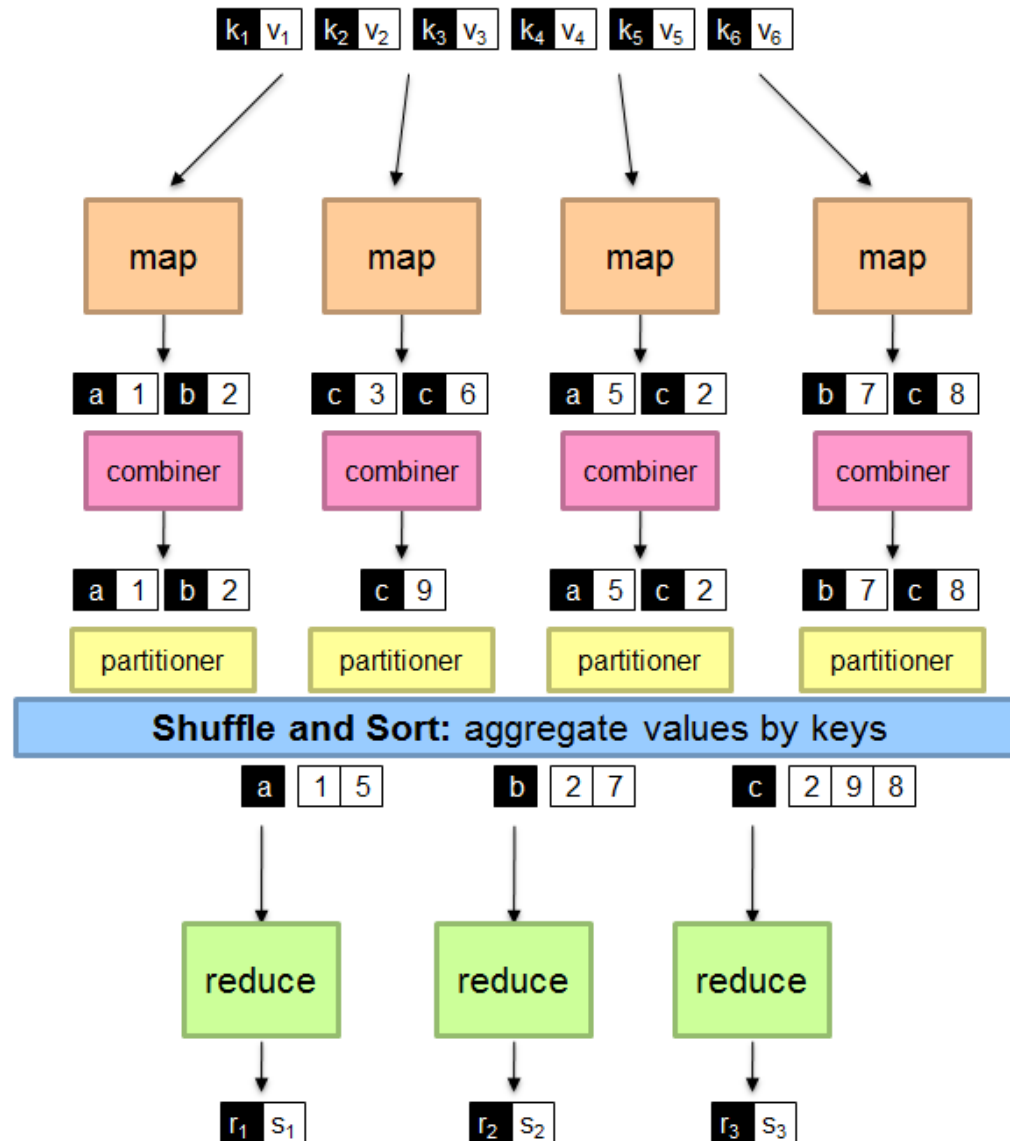 k₁ v₁ k₂ v₂ k₃ v₃ k₄ v₄ k₅ v₅ k₆ v₆
map map map map
a 1 b 2 c 3 c 6 a 5 c 2 b 7 c 8
combiner combiner combiner combiner
a 1 b 2 c 9 a 5 c 2 b 7 c 8
partitioner partitioner partitioner partitioner
Shuffle and Sort: aggregate values by keys
a 1 5 b 2 7 c 2 9 8
reduce reduce reduce
r₁ s₁ r₂ s₂ r₃ s₃